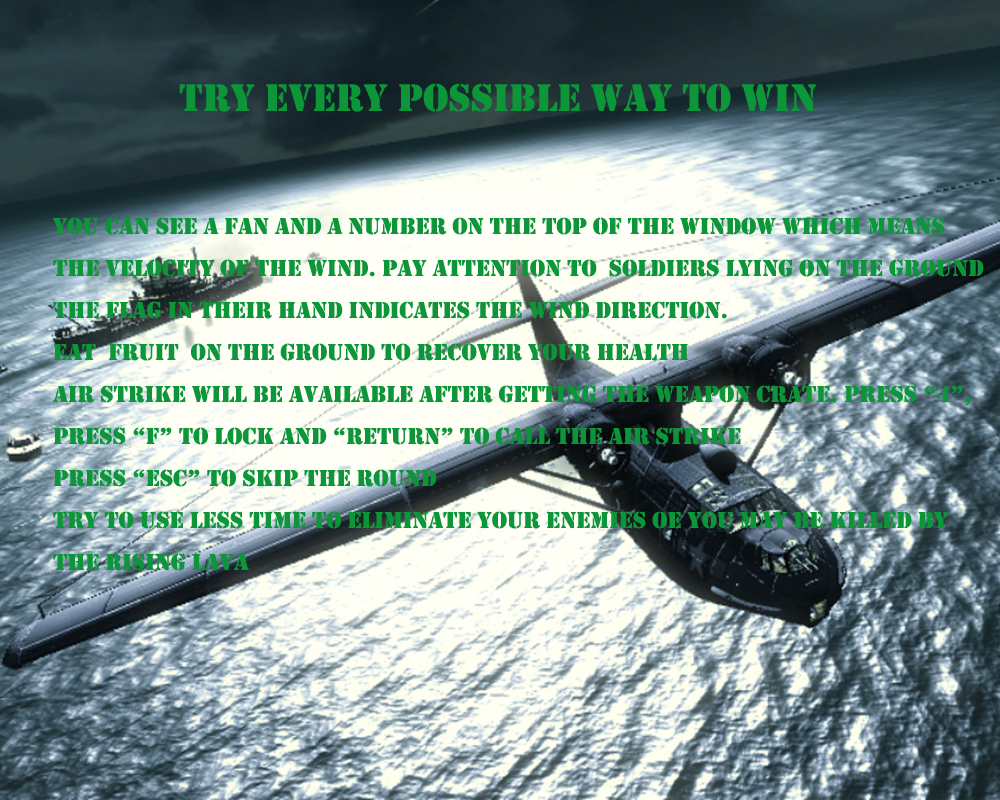 TRY EVERY POSSIBLE WAY TO WIN
YOU CAN SEE A FAN AND A NUMBER ON THE TOP OF THE WINDOW WHICH MEANS
THE VELOCITY OF THE WIND. PAY ATTENTION TO SOLDIERS LYING ON THE GROUND
THE FLAG IN THEIR HAND INDICATES THE WIND DIRECTION.
EAT FRUIT ON THE GROUND TO RECOVER YOUR HEALTH
AIR STRIKE WILL BE AVAILABLE AFTER GETTING THE WEAPON CRATE. PRESS “4”,
PRESS “F” TO LOCK AND “RETURN” TO CALL THE AIR STRIKE
PRESS “ESC” TO SKIP THE ROUND
TRY TO USE LESS TIME TO ELIMINATE YOUR ENEMIES OE YOU MAY BE KILLED BY
THE RISING LAVA